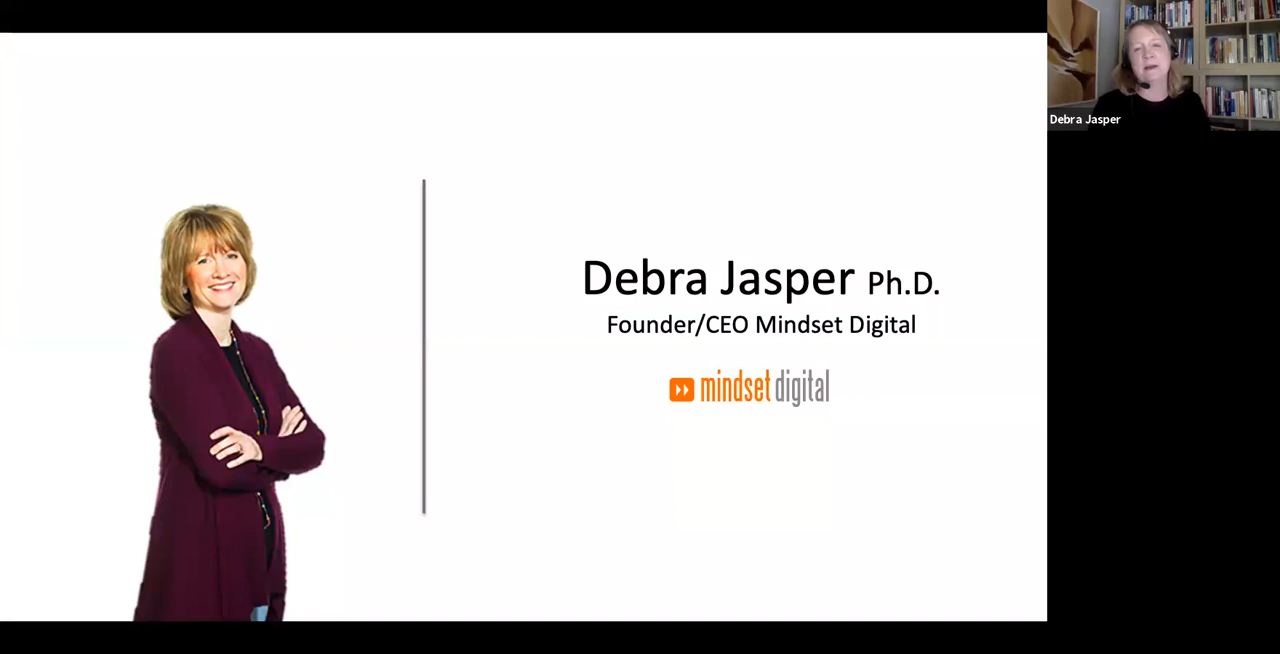 Debra Jasper Ph.D.
Founder/CEO Mindset Digital
mindset digital
Debra Jasper